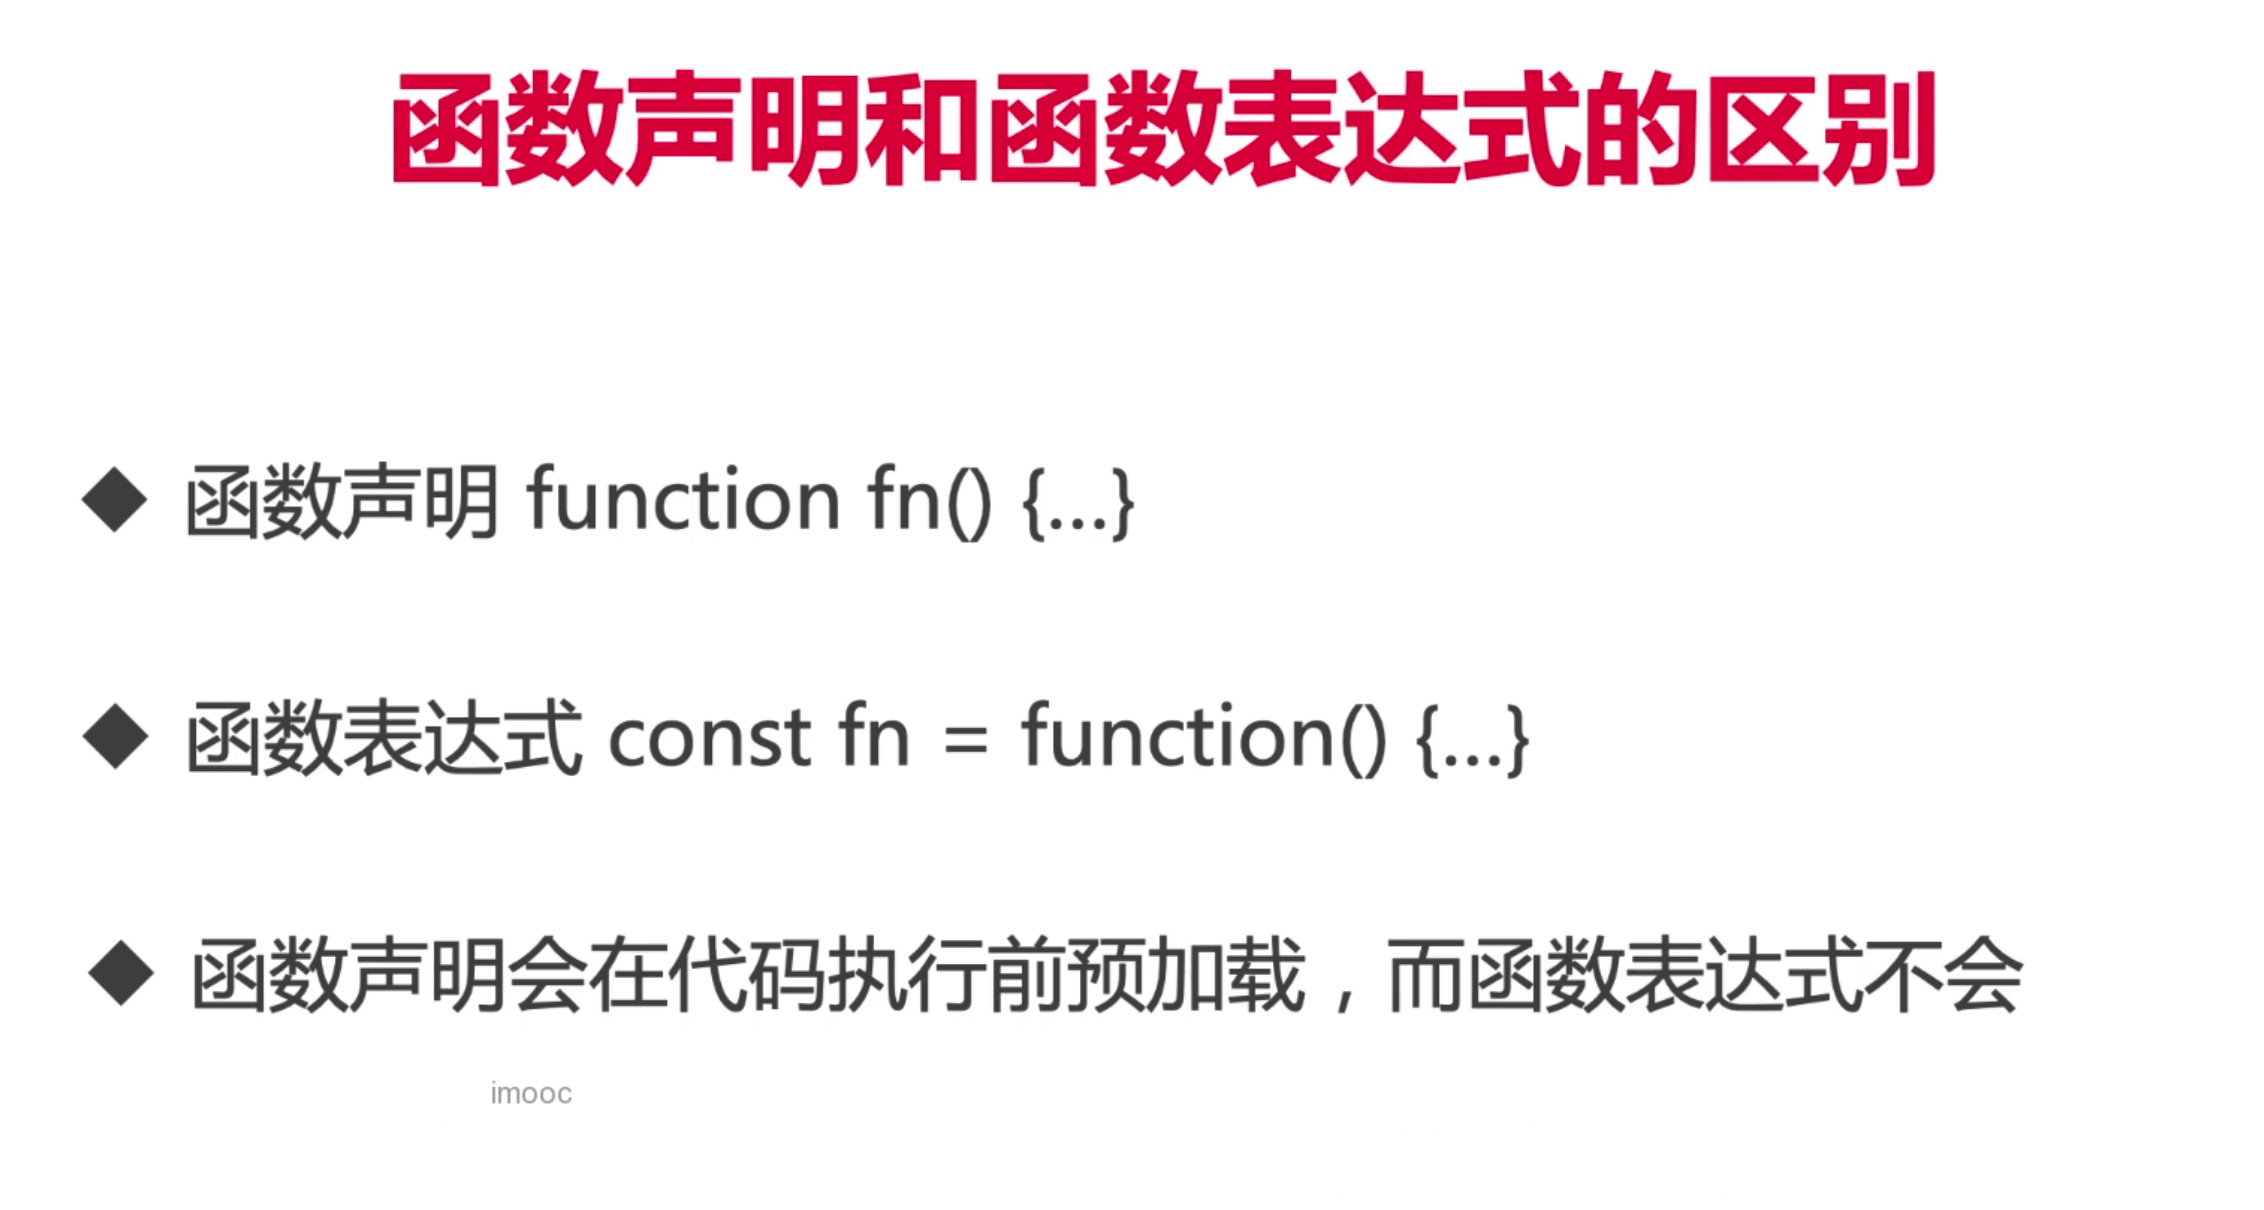 函数声明和函数表达式的区别
◆ 函数声明 function fn() {...}
◆ 函数表达式 const fn = function() {...}
◆ 函数声明会在代码执行前预加载，而函数表达式不会
imooc